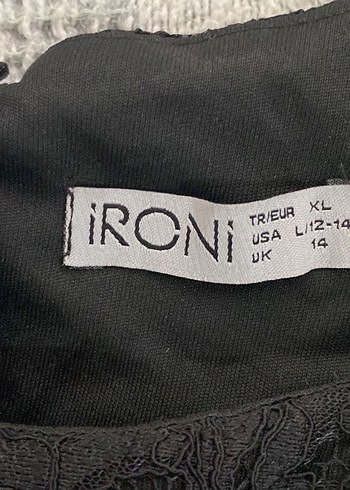 iRONi
TR/EUR XL
USA L/12-14
UK 14